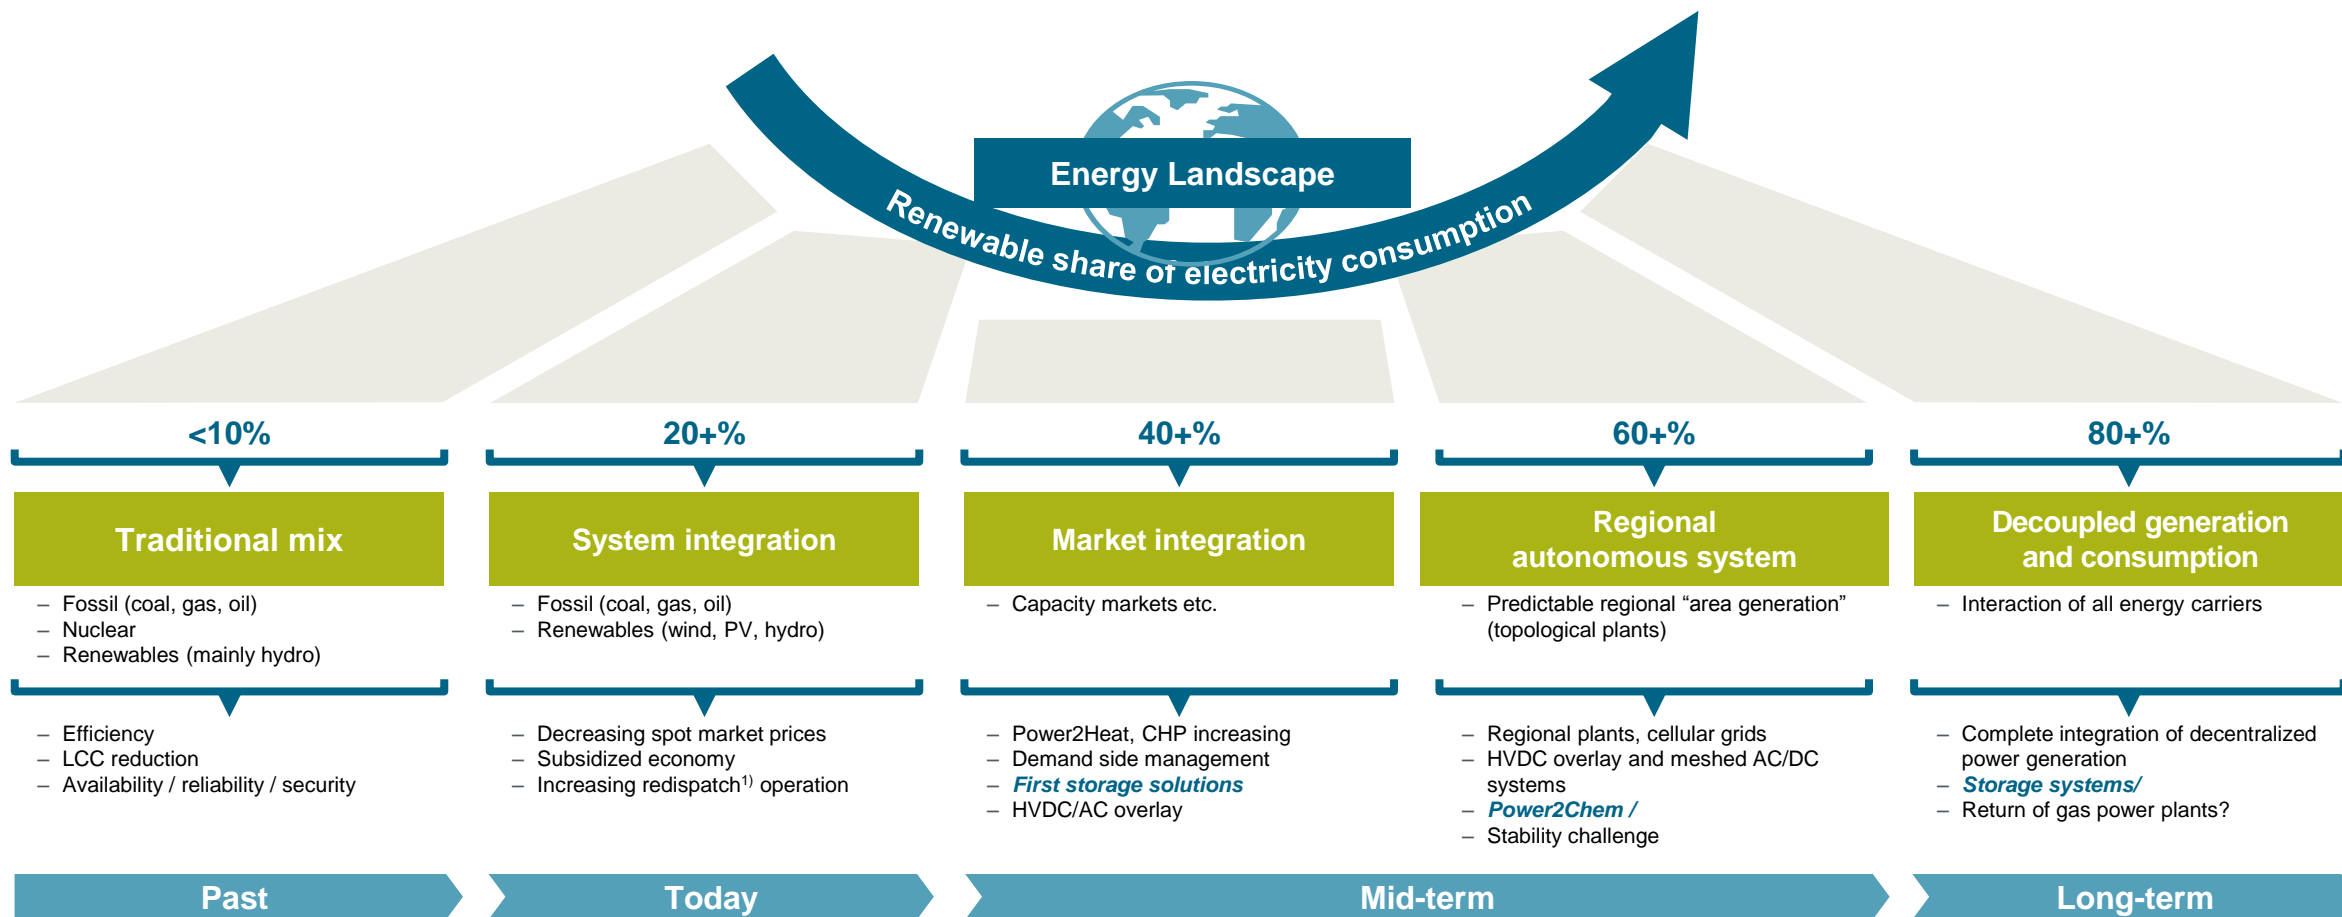 Energy Landscape
Renewable share of electricity consumption
<10%
20+%
40+%
60+%
80+%
Traditional mix
System integration
Market integration
Regional
autonomous system
Decoupled generation
and consumption
– Fossil (coal, gas, oil)
– Nuclear
– Renewables (mainly hydro)
– Fossil (coal, gas, oil)
– Renewables (wind, PV, hydro)
– Capacity markets etc.
– Predictable regional “area generation”
(topological plants)
– Interaction of all energy carriers
– Efficiency
– LCC reduction
– Availability / reliability / security
– Decreasing spot market prices
– Subsidized economy
– Increasing redispatch1) operation
– Power2Heat, CHP increasing
– Demand side management
– First storage solutions
– HVDC/AC overlay
– Regional plants, cellular grids
– HVDC overlay and meshed AC/DC
systems
– Power2Chem /
– Stability challenge
– Complete integration of decentralized
power generation
– Storage systems/
– Return of gas power plants?
Past
Today
Mid-term
Long-term